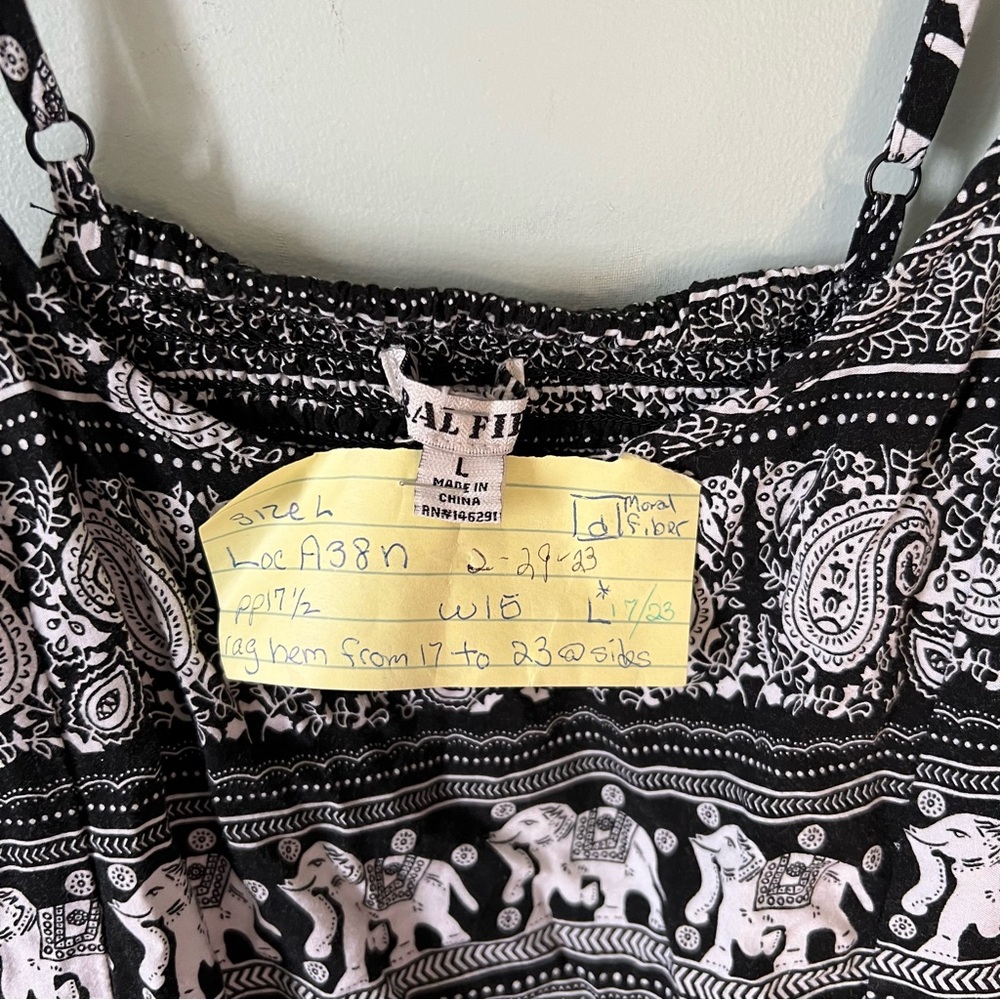 AL FI
L
MADE IN
CHINA
RN#146291
Size L
d Moral Fiber
Loc A38n 2-29-23
pp17 1/2 W15 L* 17/23
rag hem from 17 to 23 @ sides